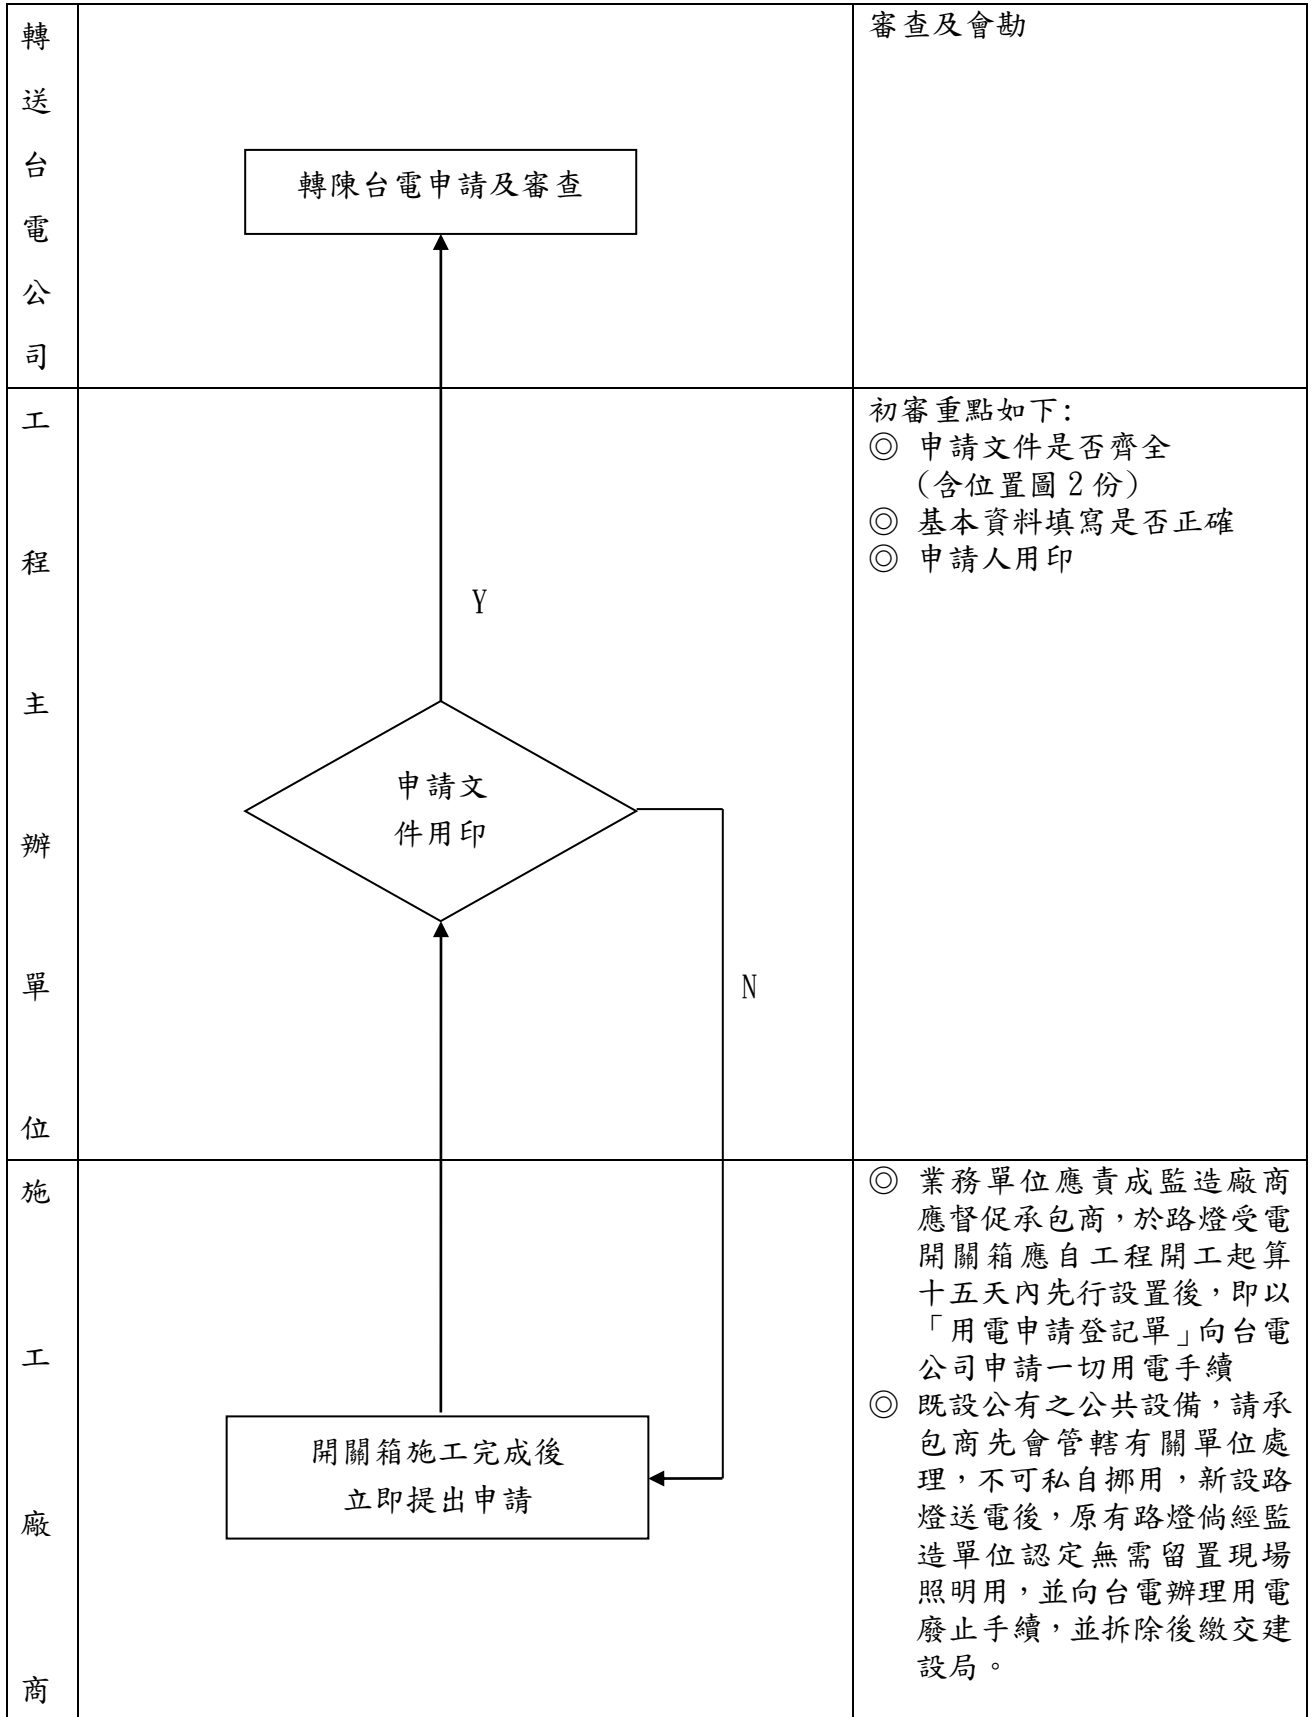 轉送台電公司
轉陳台電申請及審查
審查及會勘
工程主辦單位
Y
申請文
件用印
N
初審重點如下:
◎ 申請文件是否齊全
(含位置圖 2 份)
◎ 基本資料填寫是否正確
◎ 申請人用印
施工廠商
開關箱施工完成後
立即提出申請
◎ 業務單位應責成監造廠商
應督促承包商，於路燈受電
開關箱應自工程開工起算
十五天內先行設置後，即以
「用電申請登記單」向台電
公司申請一切用電手續
◎ 既設公有之公共設備，請承
包商先會管轄有關單位處
理，不可私自挪用，新設路
燈送電後，原有路燈倘經監
造單位認定無需留置現場
照明用，並向台電辦理用電
廢止手續，並拆除後繳交建
設局。